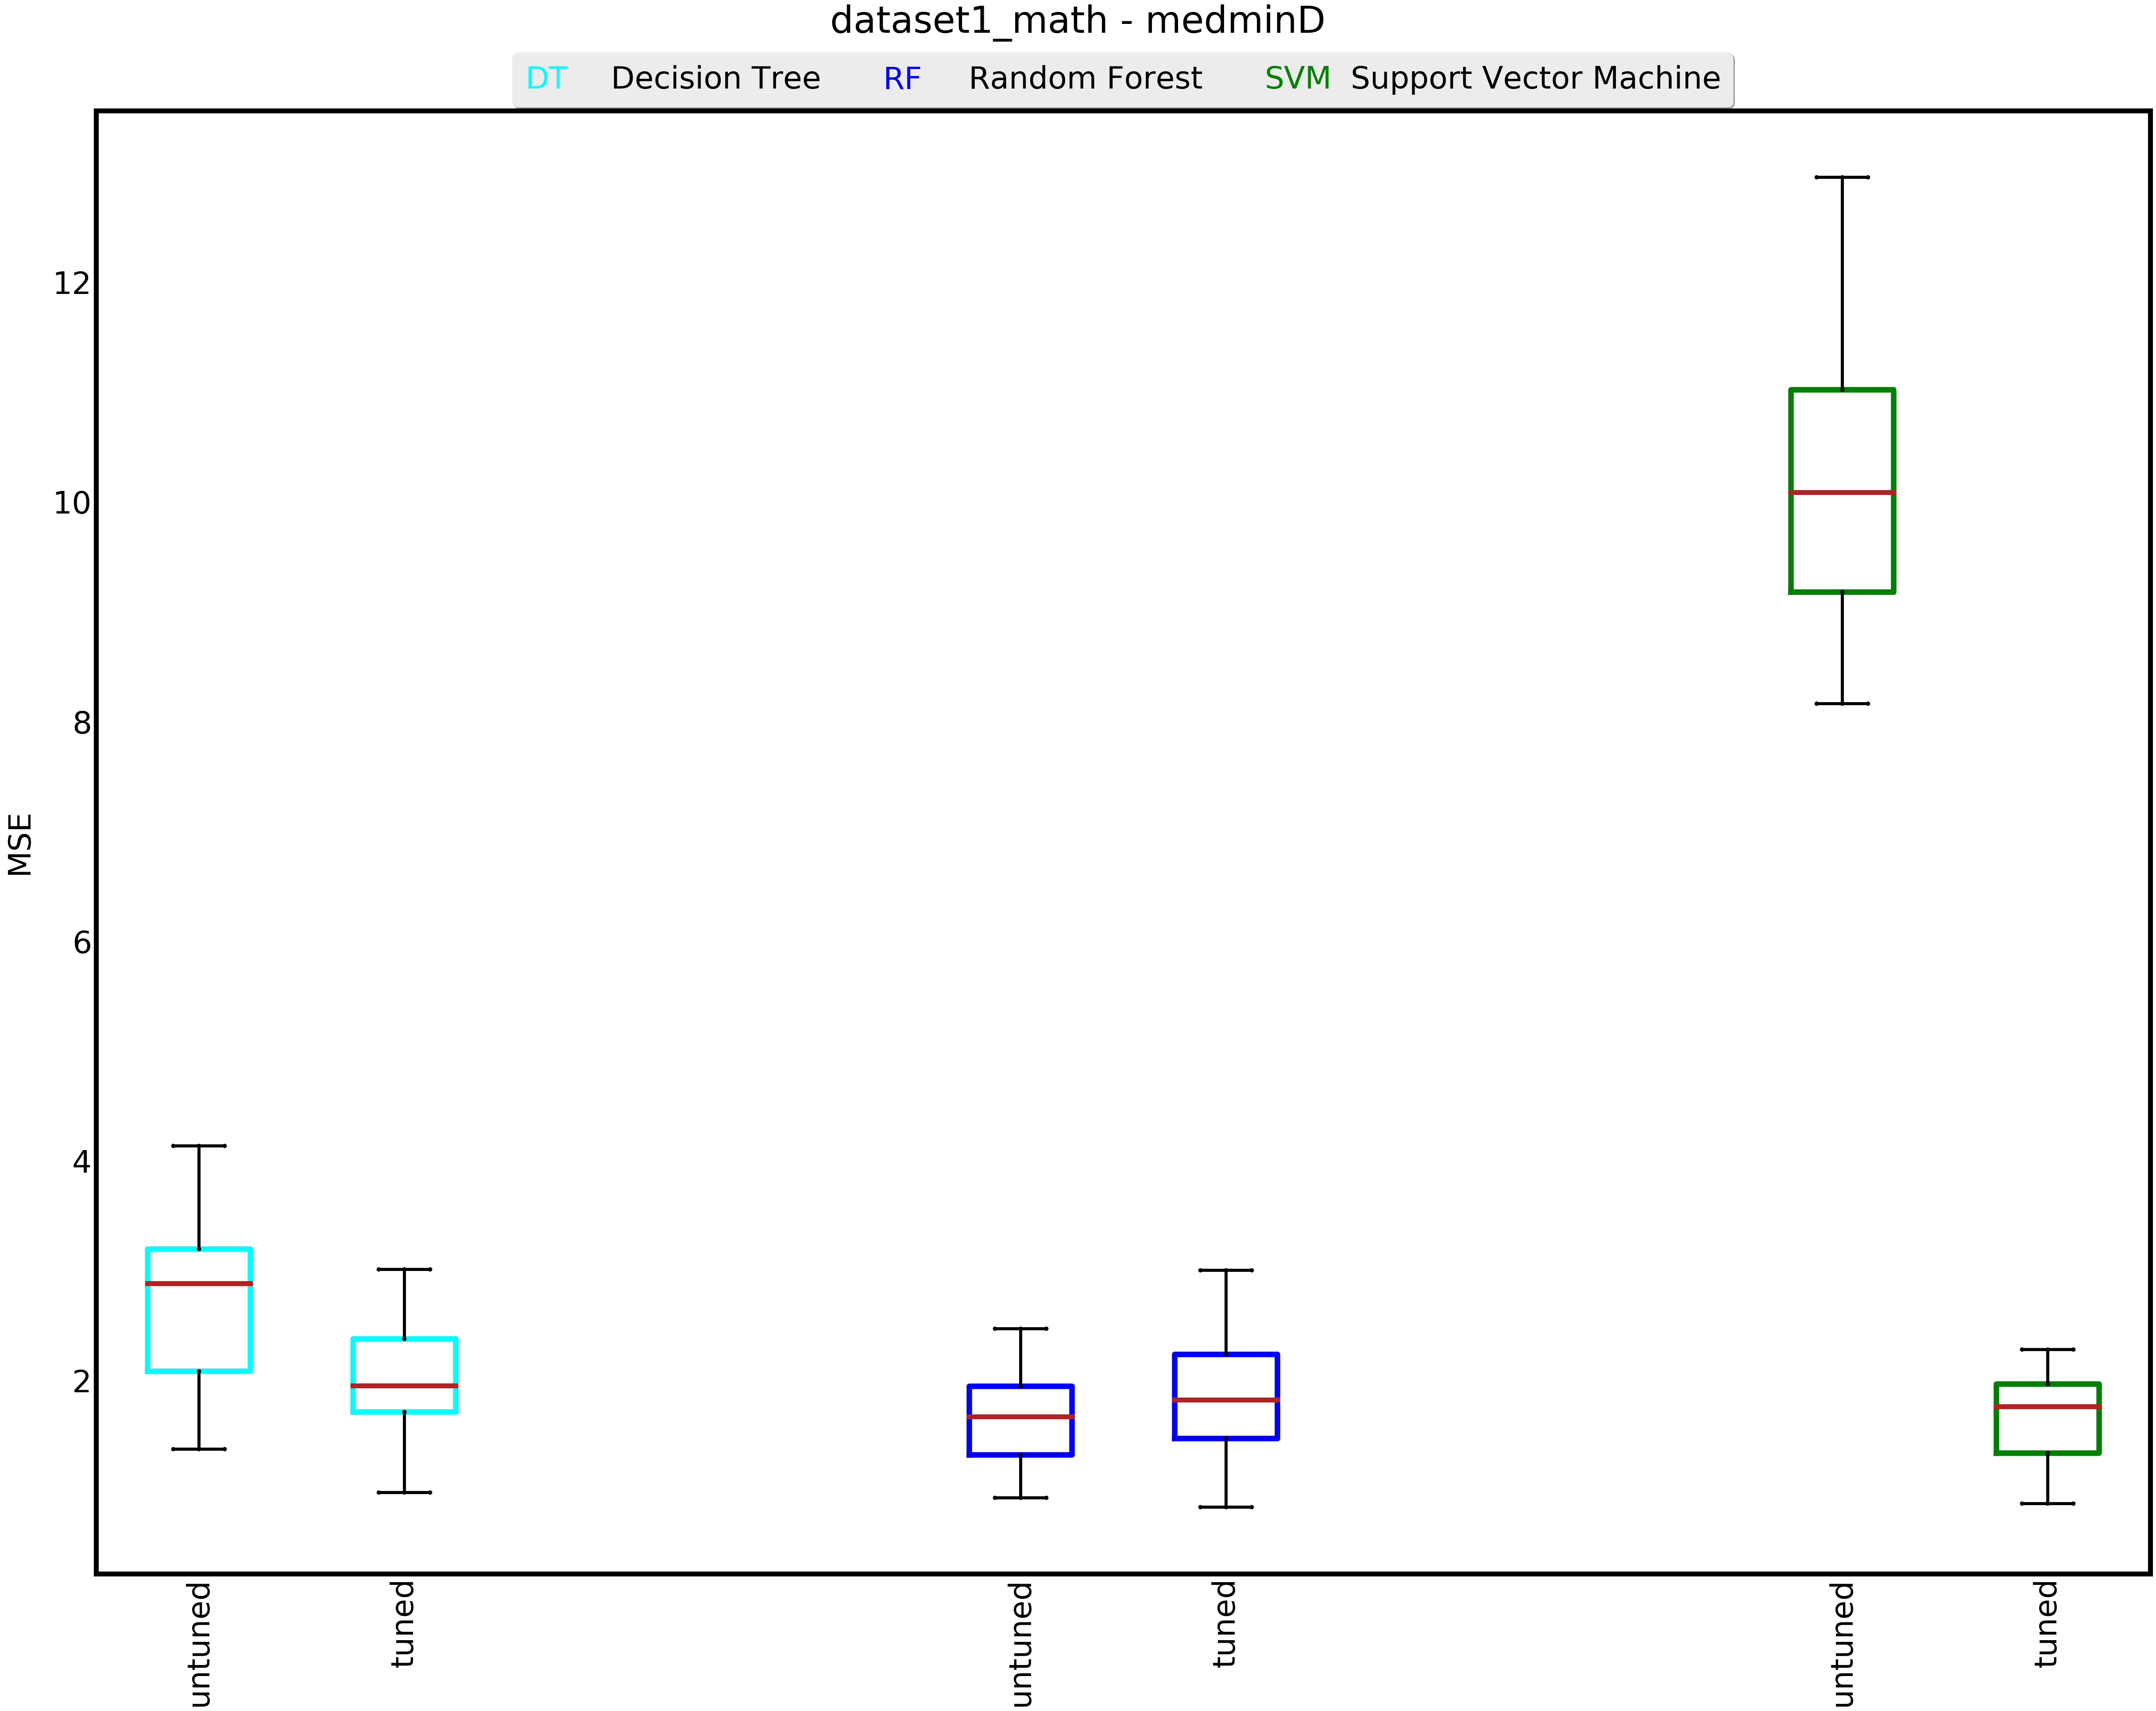 dataset1_math - medminD
DT Decision Tree RF Random Forest SVM Support Vector Machine
12
10
8
6
4
2
MSE
untuned tuned untuned tuned untuned tuned